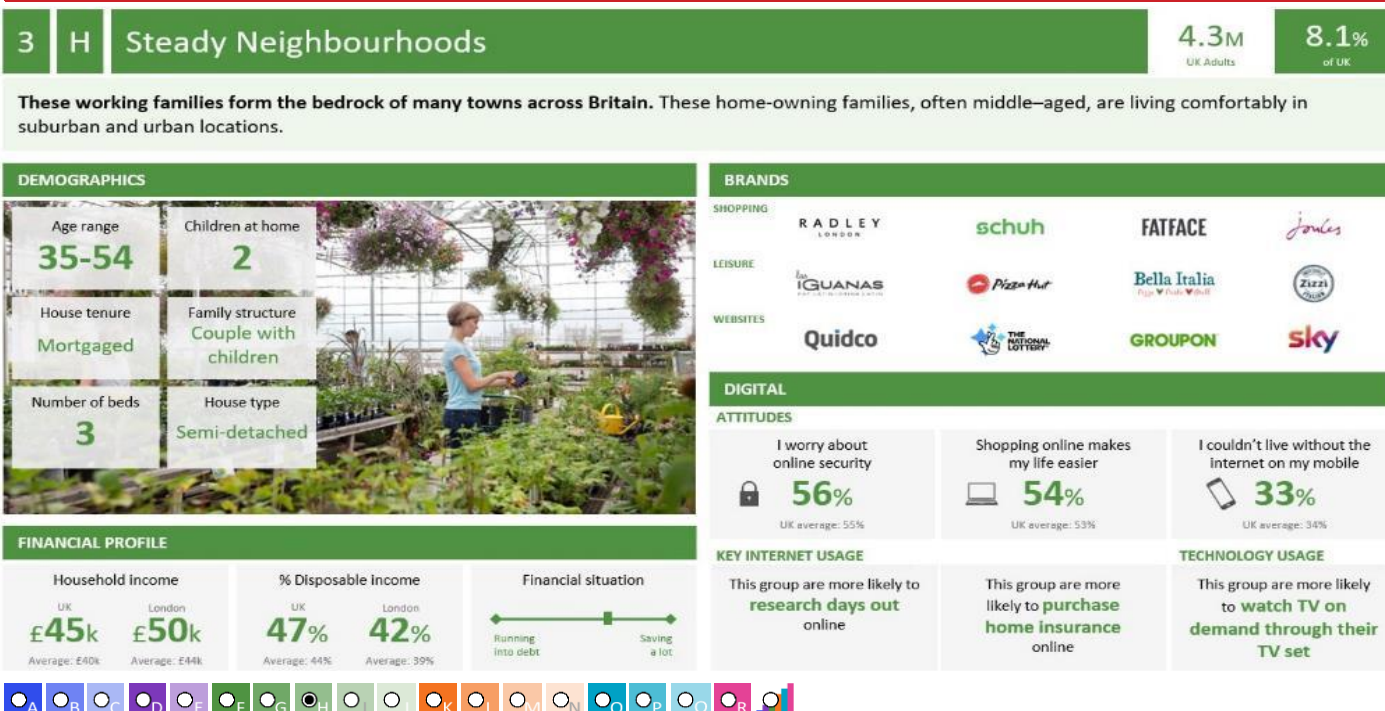 3 H Steady Neighbourhoods
4.3M
UK Adults
8.1%
of UK
These working families form the bedrock of many towns across Britain. These home-owning families, often middle–aged, are living comfortably in
suburban and urban locations.
DEMOGRAPHICS
Age range
35-54
Children at home
2
House tenure
Mortgaged
Family structure
Couple with
children
Number of beds
3
House type
Semi-detached
FINANCIAL PROFILE
Household income
UK
£45k
Average: £40k
London
£50k
Average: £44k
% Disposable income
UK
47%
Average: 44%
London
42%
Average: 39%
Financial situation
Running
into debt
Saving
a lot
BRANDS
SHOPPING
RADLEY
LONDON
schuh
FATFACE
Joules
LEISURE
las
IGUANAS
Pizza Hut
Bella Italia
Zizzi
WEBSITES
Quidco
THE
NATIONAL
LOTTERY
GROUPON
sky
DIGITAL
ATTITUDES
I worry about
online security
56%
UK average: 55%
Shopping online makes
my life easier
54%
UK average: 53%
I couldn't live without the
internet on my mobile
33%
UK average: 34%
KEY INTERNET USAGE
This group are more likely to
research days out
online
This group are more
likely to purchase
home insurance
online
TECHNOLOGY USAGE
This group are more likely
to watch TV on
demand through their
TV set
A B C D E F G H I J K L M N O P Q R